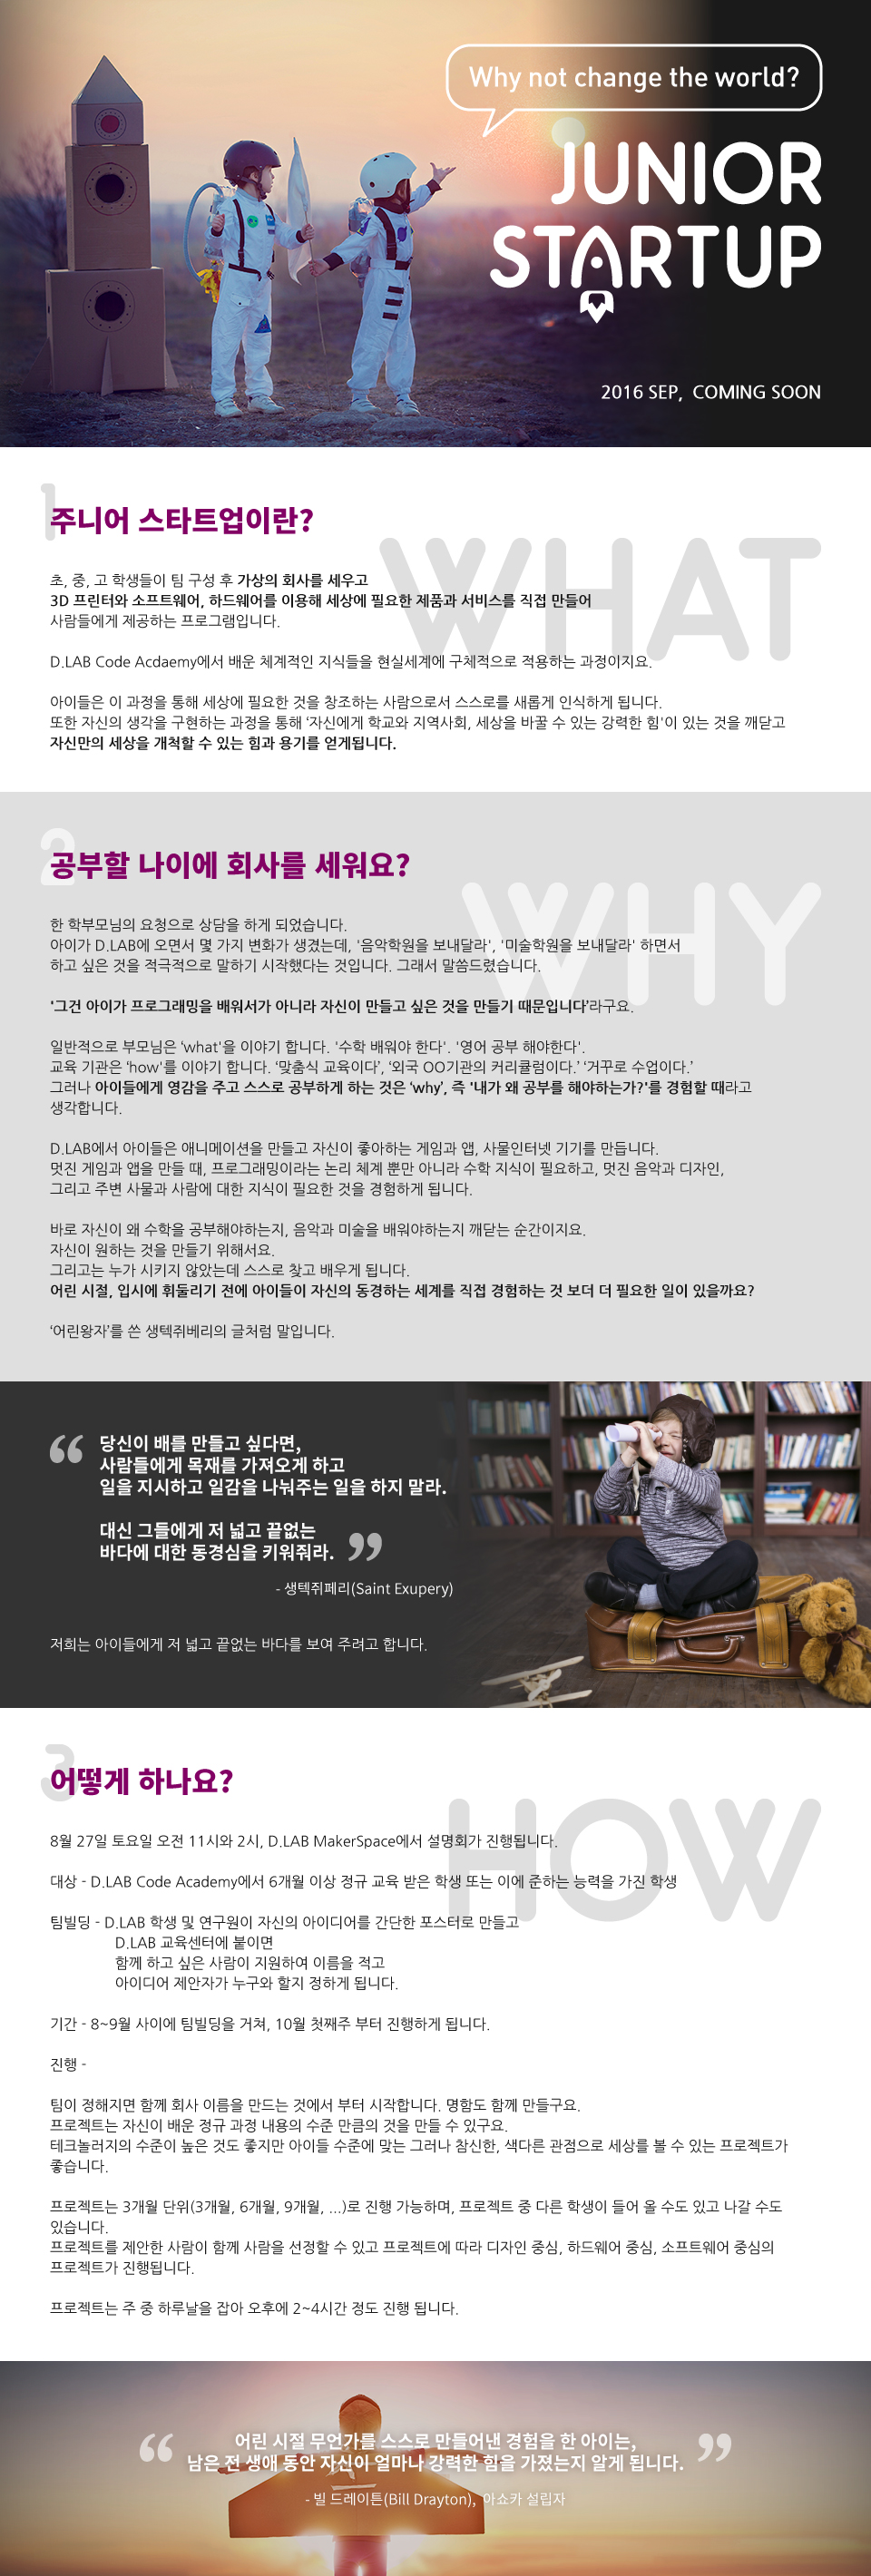 Why not change the world?
JUNIOR
STARTUP
2016 SEP, COMING SOON
1
주니어 스타트업이란?
WHAT
초, 중, 고 학생들이 팀 구성 후 가상의 회사를 세우고
3D 프린터와 소프트웨어, 하드웨어를 이용해 세상에 필요한 제품과 서비스를 직접 만들어
사람들에게 제공하는 프로그램입니다.
D.LAB Code Acdaemy에서 배운 체계적인 지식들을 현실세계에 구체적으로 적용하는 과정이지요.
아이들은 이 과정을 통해 세상에 필요한 것을 창조하는 사람으로서 스스로를 새롭게 인식하게 됩니다.
또한 자신의 생각을 구현하는 과정을 통해 ‘자신에게 학교와 지역사회, 세상을 바꿀 수 있는 강력한 힘'이 있는 것을 깨닫고
자신만의 세상을 개척할 수 있는 힘과 용기를 얻게됩니다.
2
공부할 나이에 회사를 세워요?
WHY
한 학부모님의 요청으로 상담을 하게 되었습니다.
아이가 D.LAB에 오면서 몇 가지 변화가 생겼는데, '음악학원을 보내달라', '미술학원을 보내달라' 하면서
하고 싶은 것을 적극적으로 말하기 시작했다는 것입니다. 그래서 말씀드렸습니다.
'그건 아이가 프로그래밍을 배워서가 아니라 자신이 만들고 싶은 것을 만들기 때문입니다’라구요.
일반적으로 부모님은 ‘what'을 이야기 합니다. '수학 배워야 한다'. '영어 공부 해야한다'.
교육 기관은 ‘how'를 이야기 합니다. ‘맞춤식 교육이다’, ‘외국 OO기관의 커리큘럼이다.’ ‘거꾸로 수업이다.’
그러나 아이들에게 영감을 주고 스스로 공부하게 하는 것은 ‘why’, 즉 '내가 왜 공부를 해야하는가?'를 경험할 때라고
생각합니다.
D.LAB에서 아이들은 애니메이션을 만들고 자신이 좋아하는 게임과 앱, 사물인터넷 기기를 만듭니다.
멋진 게임과 앱을 만들 때, 프로그래밍이라는 논리 체계 뿐만 아니라 수학 지식이 필요하고, 멋진 음악과 디자인,
그리고 주변 사물과 사람에 대한 지식이 필요한 것을 경험하게 됩니다.
바로 자신이 왜 수학을 공부해야하는지, 음악과 미술을 배워야하는지 깨닫는 순간이지요.
자신이 원하는 것을 만들기 위해서요.
그리고는 누가 시키지 않았는데 스스로 찾고 배우게 됩니다.
어린 시절, 입시에 휘둘리기 전에 아이들이 자신의 동경하는 세계를 직접 경험하는 것 보더 더 필요한 일이 있을까요?
‘어린왕자’를 쓴 생텍쥐베리의 글처럼 말입니다.
“ 당신이 배를 만들고 싶다면,
사람들에게 목재를 가져오게 하고
일을 지시하고 일감을 나눠주는 일을 하지 말라.
대신 그들에게 저 넓고 끝없는
바다에 대한 동경심을 키워줘라. ”
- 생텍쥐페리(Saint Exupery)
저희는 아이들에게 저 넓고 끝없는 바다를 보여 주려고 합니다.
3
어떻게 하나요?
HOW
8월 27일 토요일 오전 11시와 2시, D.LAB MakerSpace에서 설명회가 진행됩니다.
대상 - D.LAB Code Academy에서 6개월 이상 정규 교육 받은 학생 또는 이에 준하는 능력을 가진 학생
팀빌딩 - D.LAB 학생 및 연구원이 자신의 아이디어를 간단한 포스터로 만들고
D.LAB 교육센터에 붙이면
함께 하고 싶은 사람이 지원하여 이름을 적고
아이디어 제안자가 누구와 할지 정하게 됩니다.
기간 - 8~9월 사이에 팀빌딩을 거쳐, 10월 첫째주 부터 진행하게 됩니다.
진행 -
팀이 정해지면 함께 회사 이름을 만드는 것에서 부터 시작합니다. 명함도 함께 만들구요.
프로젝트는 자신이 배운 정규 과정 내용의 수준 만큼의 것을 만들 수 있구요.
테크놀러지의 수준이 높은 것도 좋지만 아이들 수준에 맞는 그러나 참신한, 색다른 관점으로 세상를 볼 수 있는 프로젝트가
좋습니다.
프로젝트는 3개월 단위(3개월, 6개월, 9개월, ...)로 진행 가능하며, 프로젝트 중 다른 학생이 들어 올 수도 있고 나갈 수도
있습니다.
프로젝트를 제안한 사람이 함께 사람을 선정할 수 있고 프로젝트에 따라 디자인 중심, 하드웨어 중심, 소프트웨어 중심의
프로젝트가 진행됩니다.
프로젝트는 주 중 하루날을 잡아 오후에 2~4시간 정도 진행 됩니다.
“ 어린 시절 무언가를 스스로 만들어낸 경험을 한 아이는, ”
남은 전 생애 동안 자신이 얼마나 강력한 힘을 가졌는지 알게 됩니다.
- 빌 드레이튼(Bill Drayton), 아쇼카 설립자